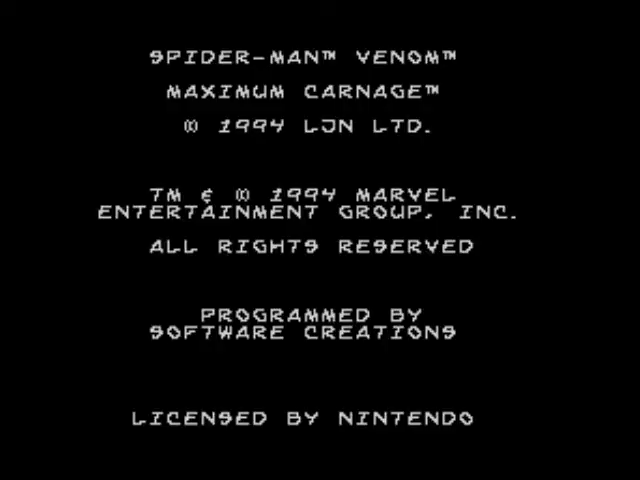 SPIDER-MAN™ VENOM™
MAXIMUM CARNAGE™
© 1994 LJN LTD.
TM & © 1994 MARVEL
ENTERTAINMENT GROUP, INC.
ALL RIGHTS RESERVED
PROGRAMMED BY
SOFTWARE CREATIONS
LICENSED BY NINTENDO